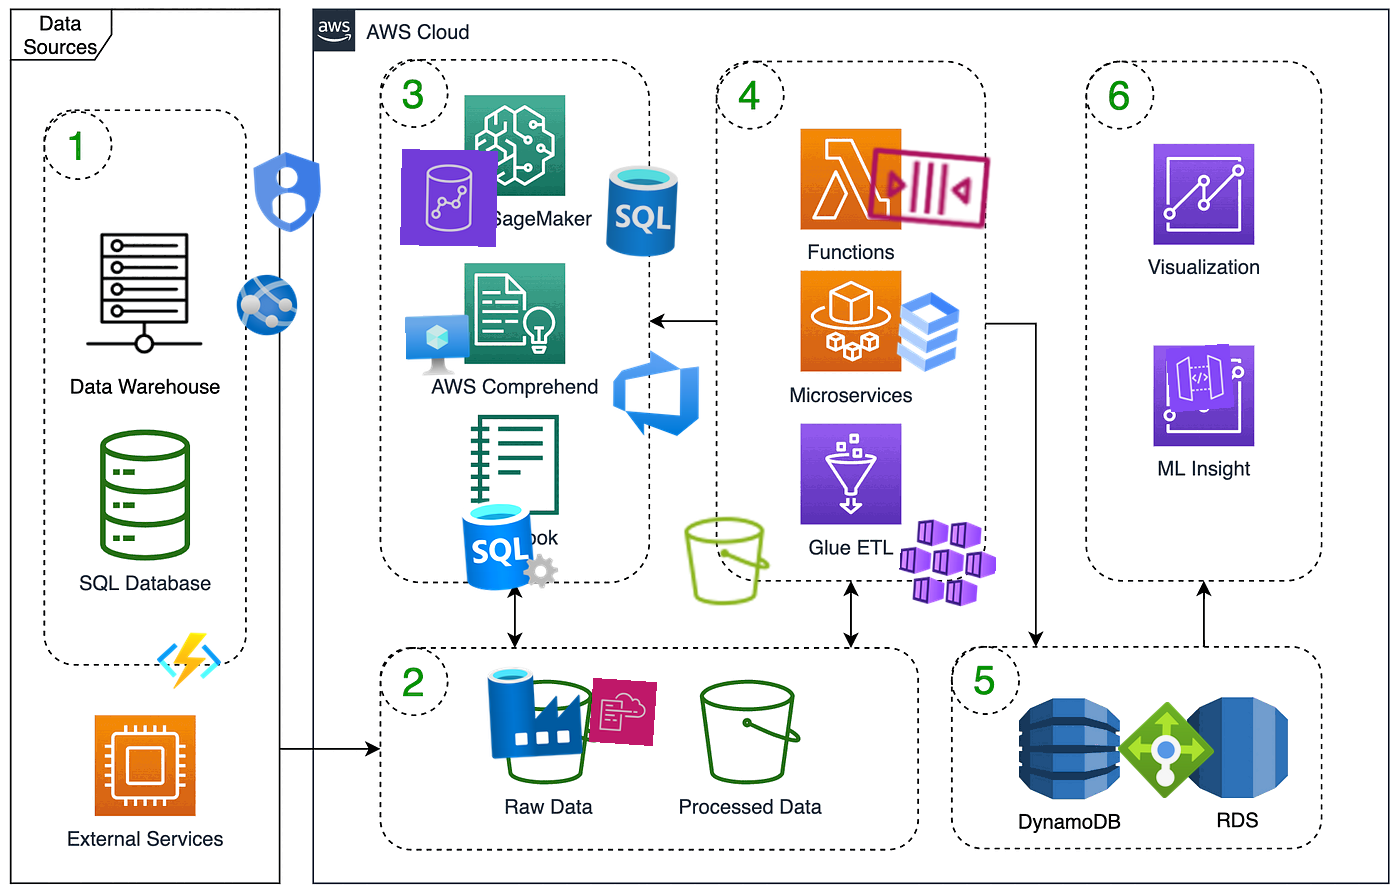 Data
Sources
aws
AWS Cloud
1
Data Warehouse
SQL Database
External Services
3
SageMaker
SQL
AWS Comprehend
SQL
4
Functions
Microservices
Glue ETL
6
Visualization
</>
ML Insight
2
Raw Data
Processed Data
5
DynamoDB
RDS